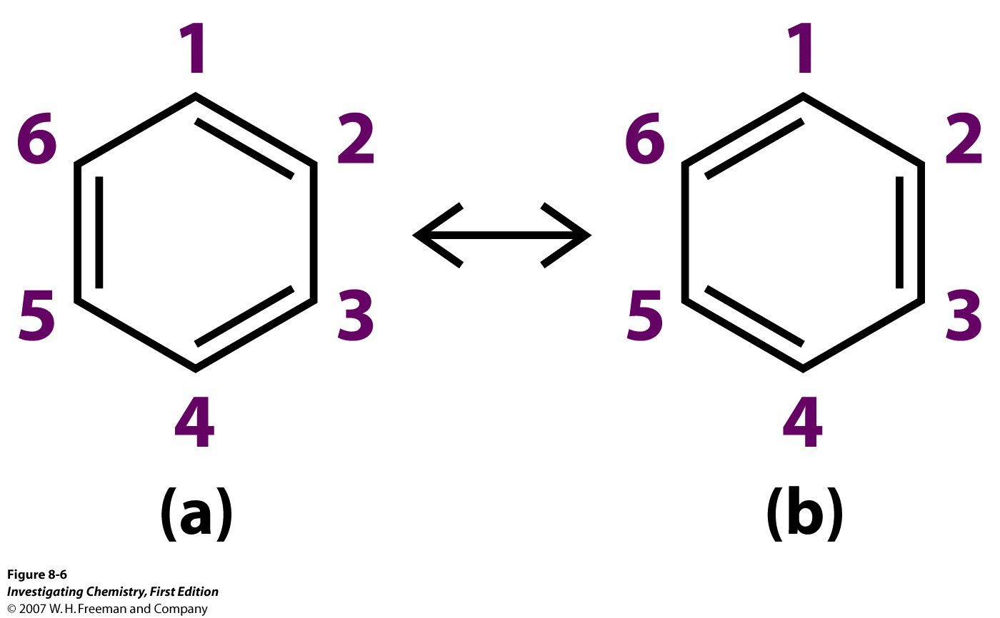 1 1
6 2 6 2
5 3 5 3
4 4
(a) (b)
Figure 8-6
Investigating Chemistry, First Edition
© 2007 W. H. Freeman and Company